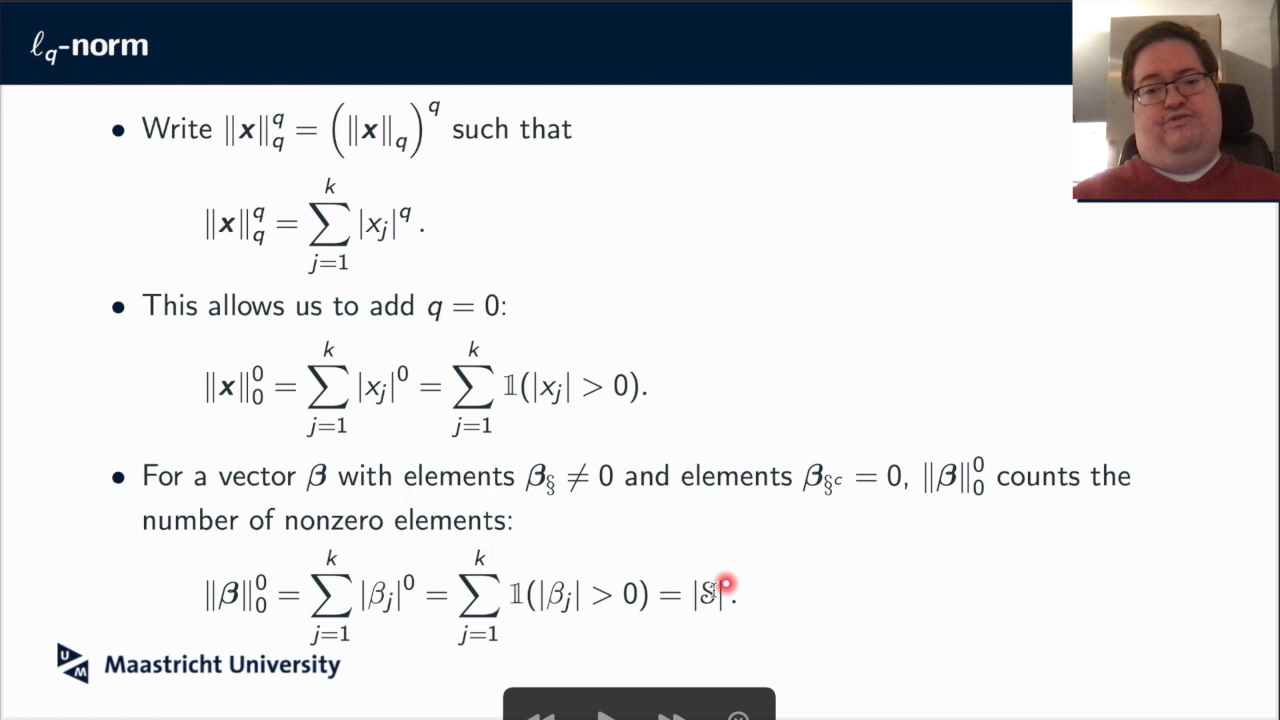 ℓ_q-norm
• Write ‖x‖_q^q = (‖x‖_q)^q such that
‖x‖_q^q = ∑_{j=1}^{k} |x_j|^q .
• This allows us to add q = 0:
‖x‖_0^0 = ∑_{j=1}^{k} |x_j|^0 = ∑_{j=1}^{k} 𝟙(|x_j| > 0).
• For a vector β with elements β_§ ≠ 0 and elements β_{§^c} = 0, ‖β‖_0^0 counts the
number of nonzero elements:
‖β‖_0^0 = ∑_{j=1}^{k} |β_j|^0 = ∑_{j=1}^{k} 𝟙(|β_j| > 0) = |§|.
UM Maastricht University